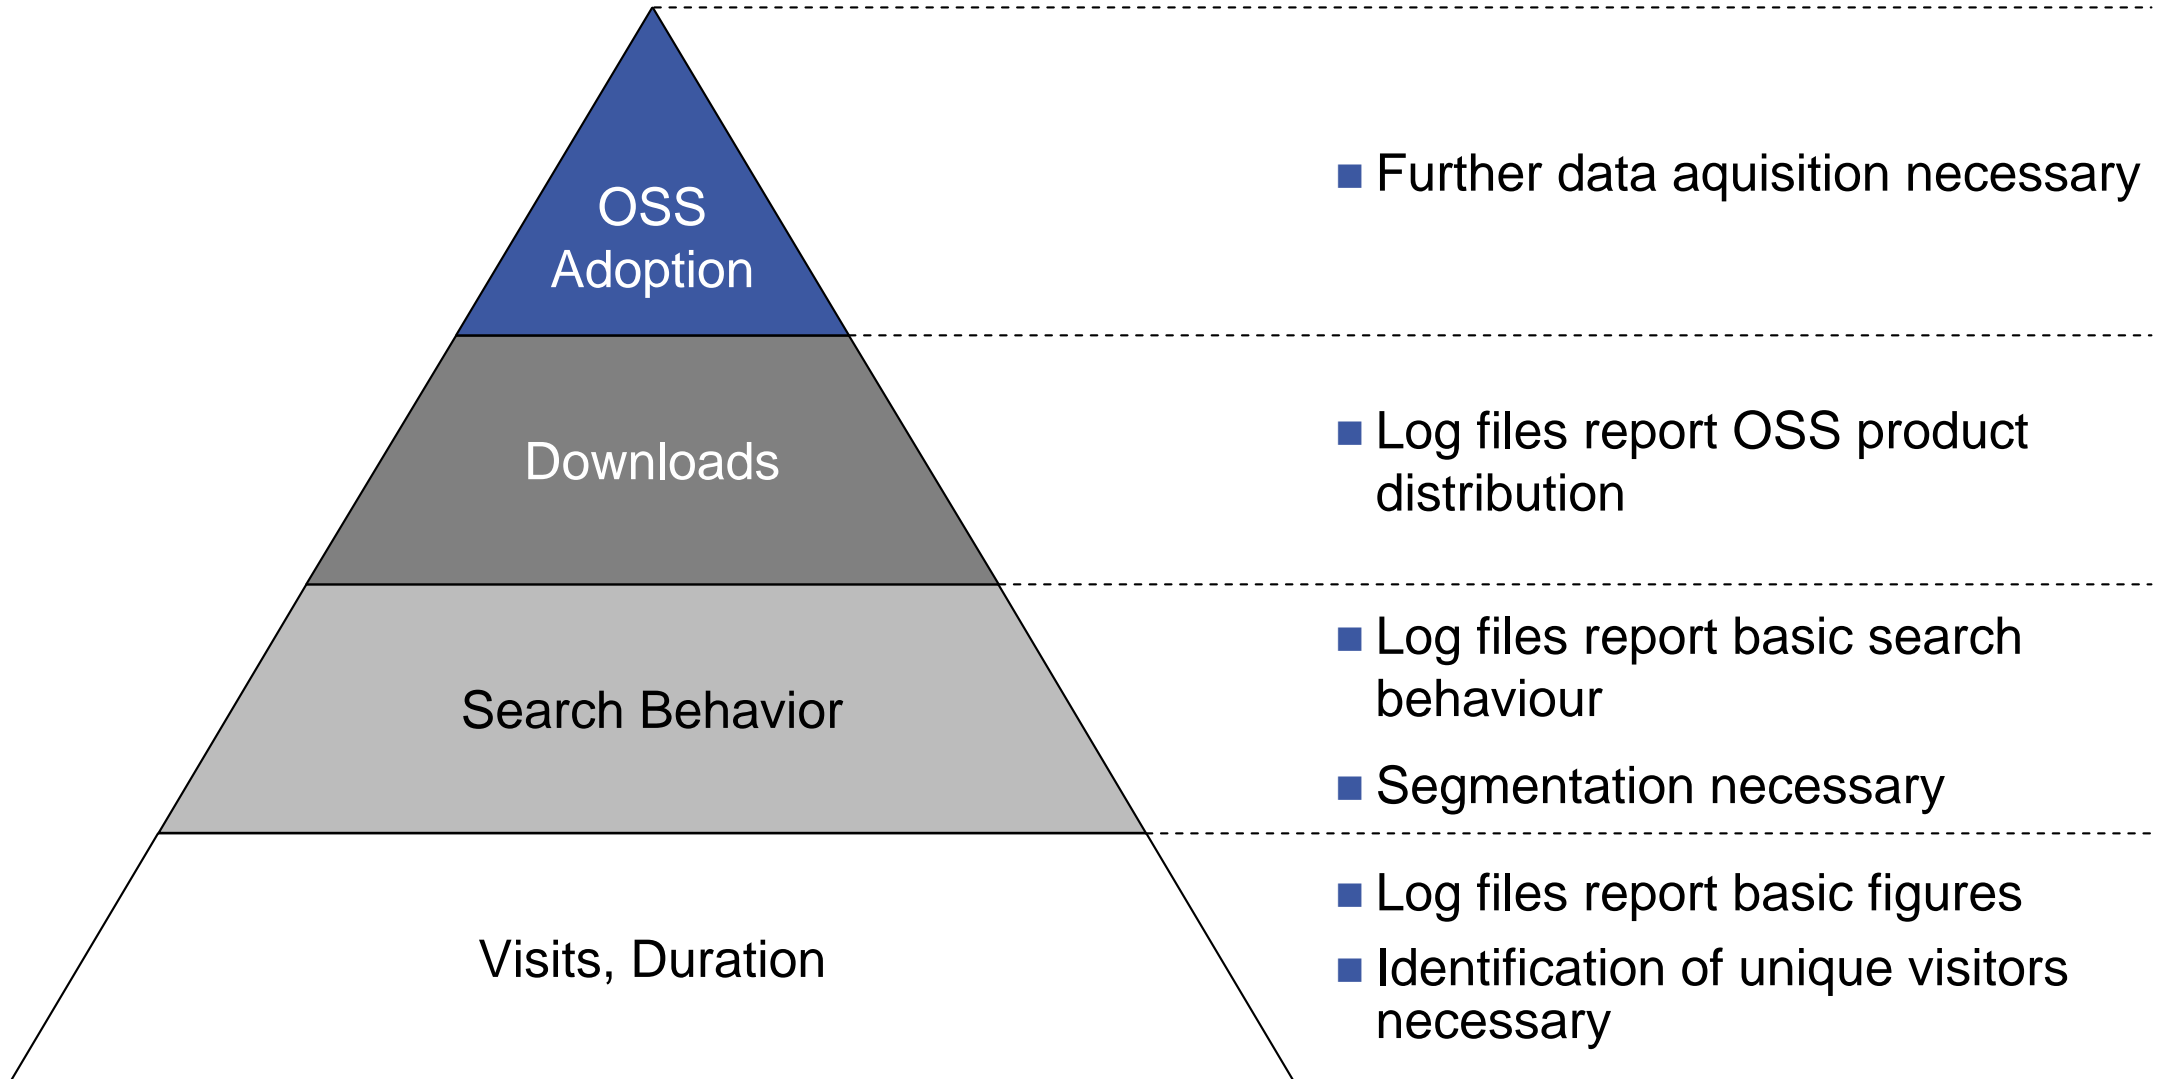 OSS
Adoption
Further data aquisition necessary
Downloads
Log files report OSS product
distribution
Search Behavior
Log files report basic search
behaviour
Segmentation necessary
Visits, Duration
Log files report basic figures
Identification of unique visitors
necessary